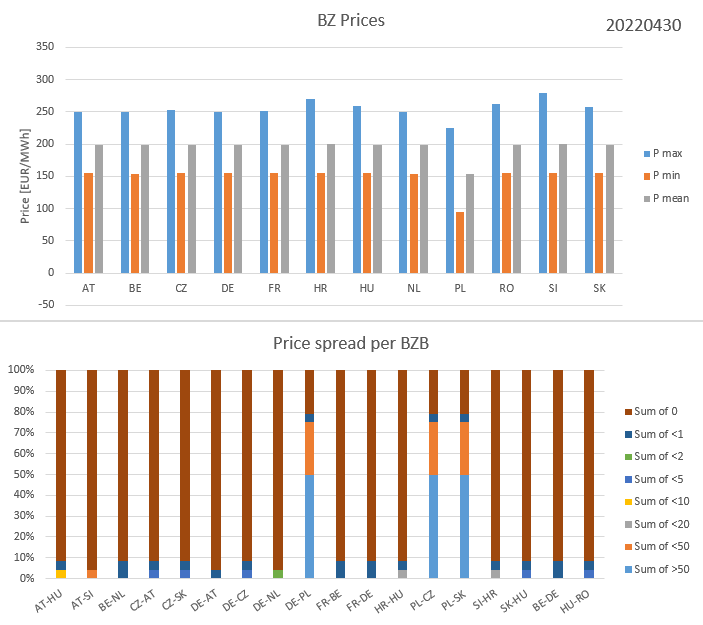 BZ Prices
20220430
Price [EUR/MWh]
350
300
250
200
150
100
50
0
-50
AT BE CZ DE FR HR HU NL PL RO SI SK
P max
P min
P mean
Price spread per BZB
100%
90%
80%
70%
60%
50%
40%
30%
20%
10%
0%
AT-HU AT-SI BE-NL CZ-AT CZ-SK DE-AT DE-CZ DE-NL DE-PL FR-BE FR-DE HR-HU PL-CZ PL-SK SI-HR SK-HU BE-DE HU-RO
Sum of 0
Sum of <1
Sum of <2
Sum of <5
Sum of <10
Sum of <20
Sum of <50
Sum of >50